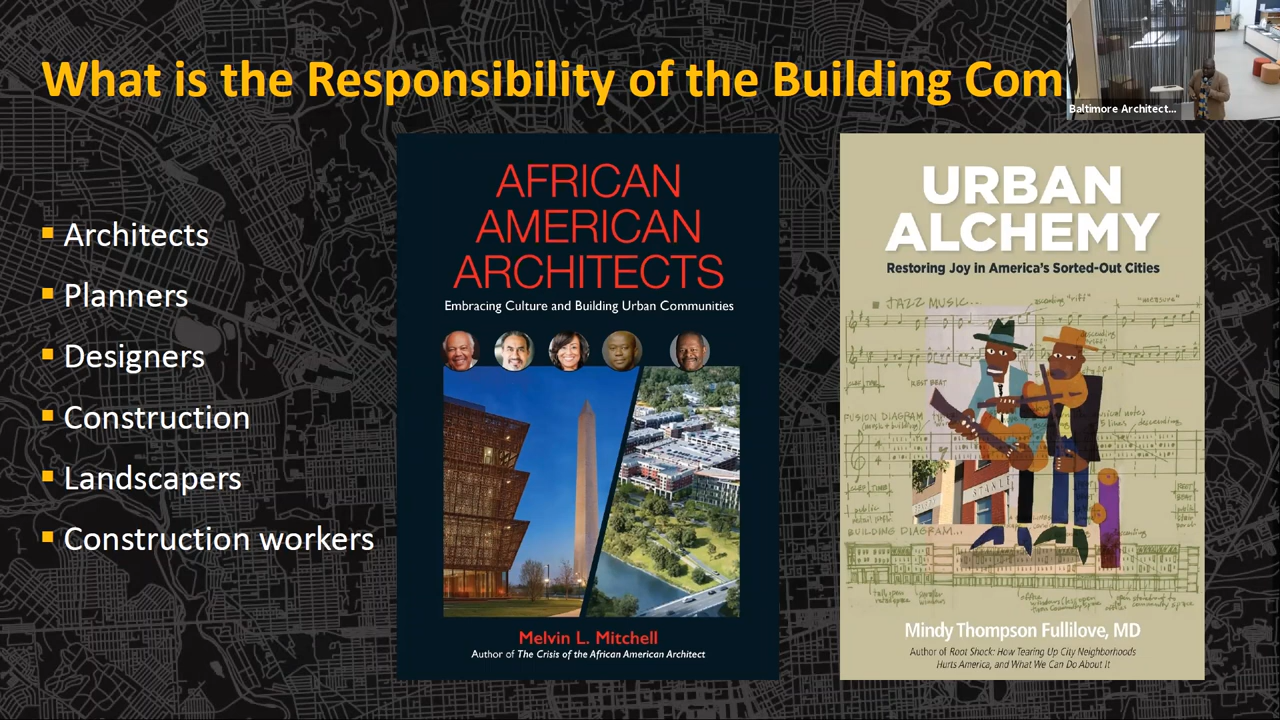 What is the Responsibility of the Building Com
Baltimore Architect...
Architects
Planners
Designers
Construction
Landscapers
Construction workers
AFRICAN
AMERICAN
ARCHITECTS
Embracing Culture and Building Urban Communities
Melvin L. Mitchell
Author of The Crisis of the African American Architect
URBAN
ALCHEMY
Restoring Joy in America's Sorted-Out Cities
JAZZ MUSIC...
REST BEAT
FUSION DIAGRAM
BUILDING DIAGRAM...
Mindy Thompson Fullilove, MD
Author of Root Shock: How Tearing Up City Neighborhoods
Hurts America, and What We Can Do About It